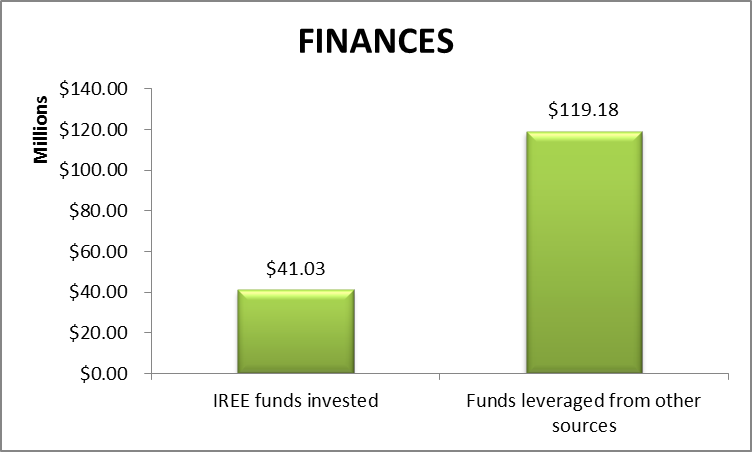 FINANCES
Millions
$140.00
$120.00
$100.00
$80.00
$60.00
$40.00
$20.00
$0.00
$41.03
$119.18
IREE funds invested
Funds leveraged from other
sources